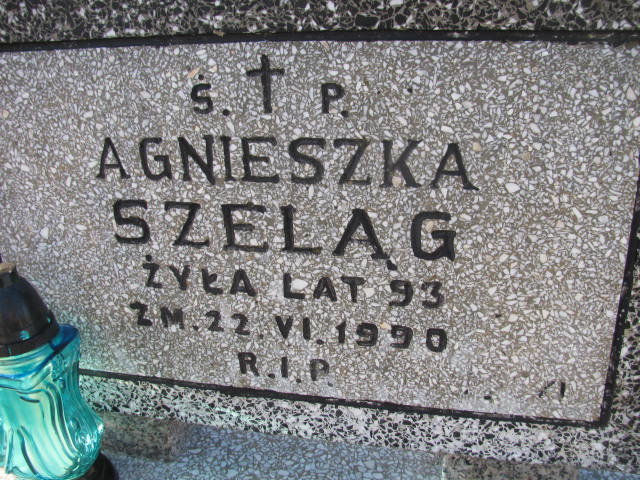 Ś. P.
AGNIESZKA
SZELĄG
ŻYŁA LAT 93
ZM. 22. VI. 1990
R.I.P.